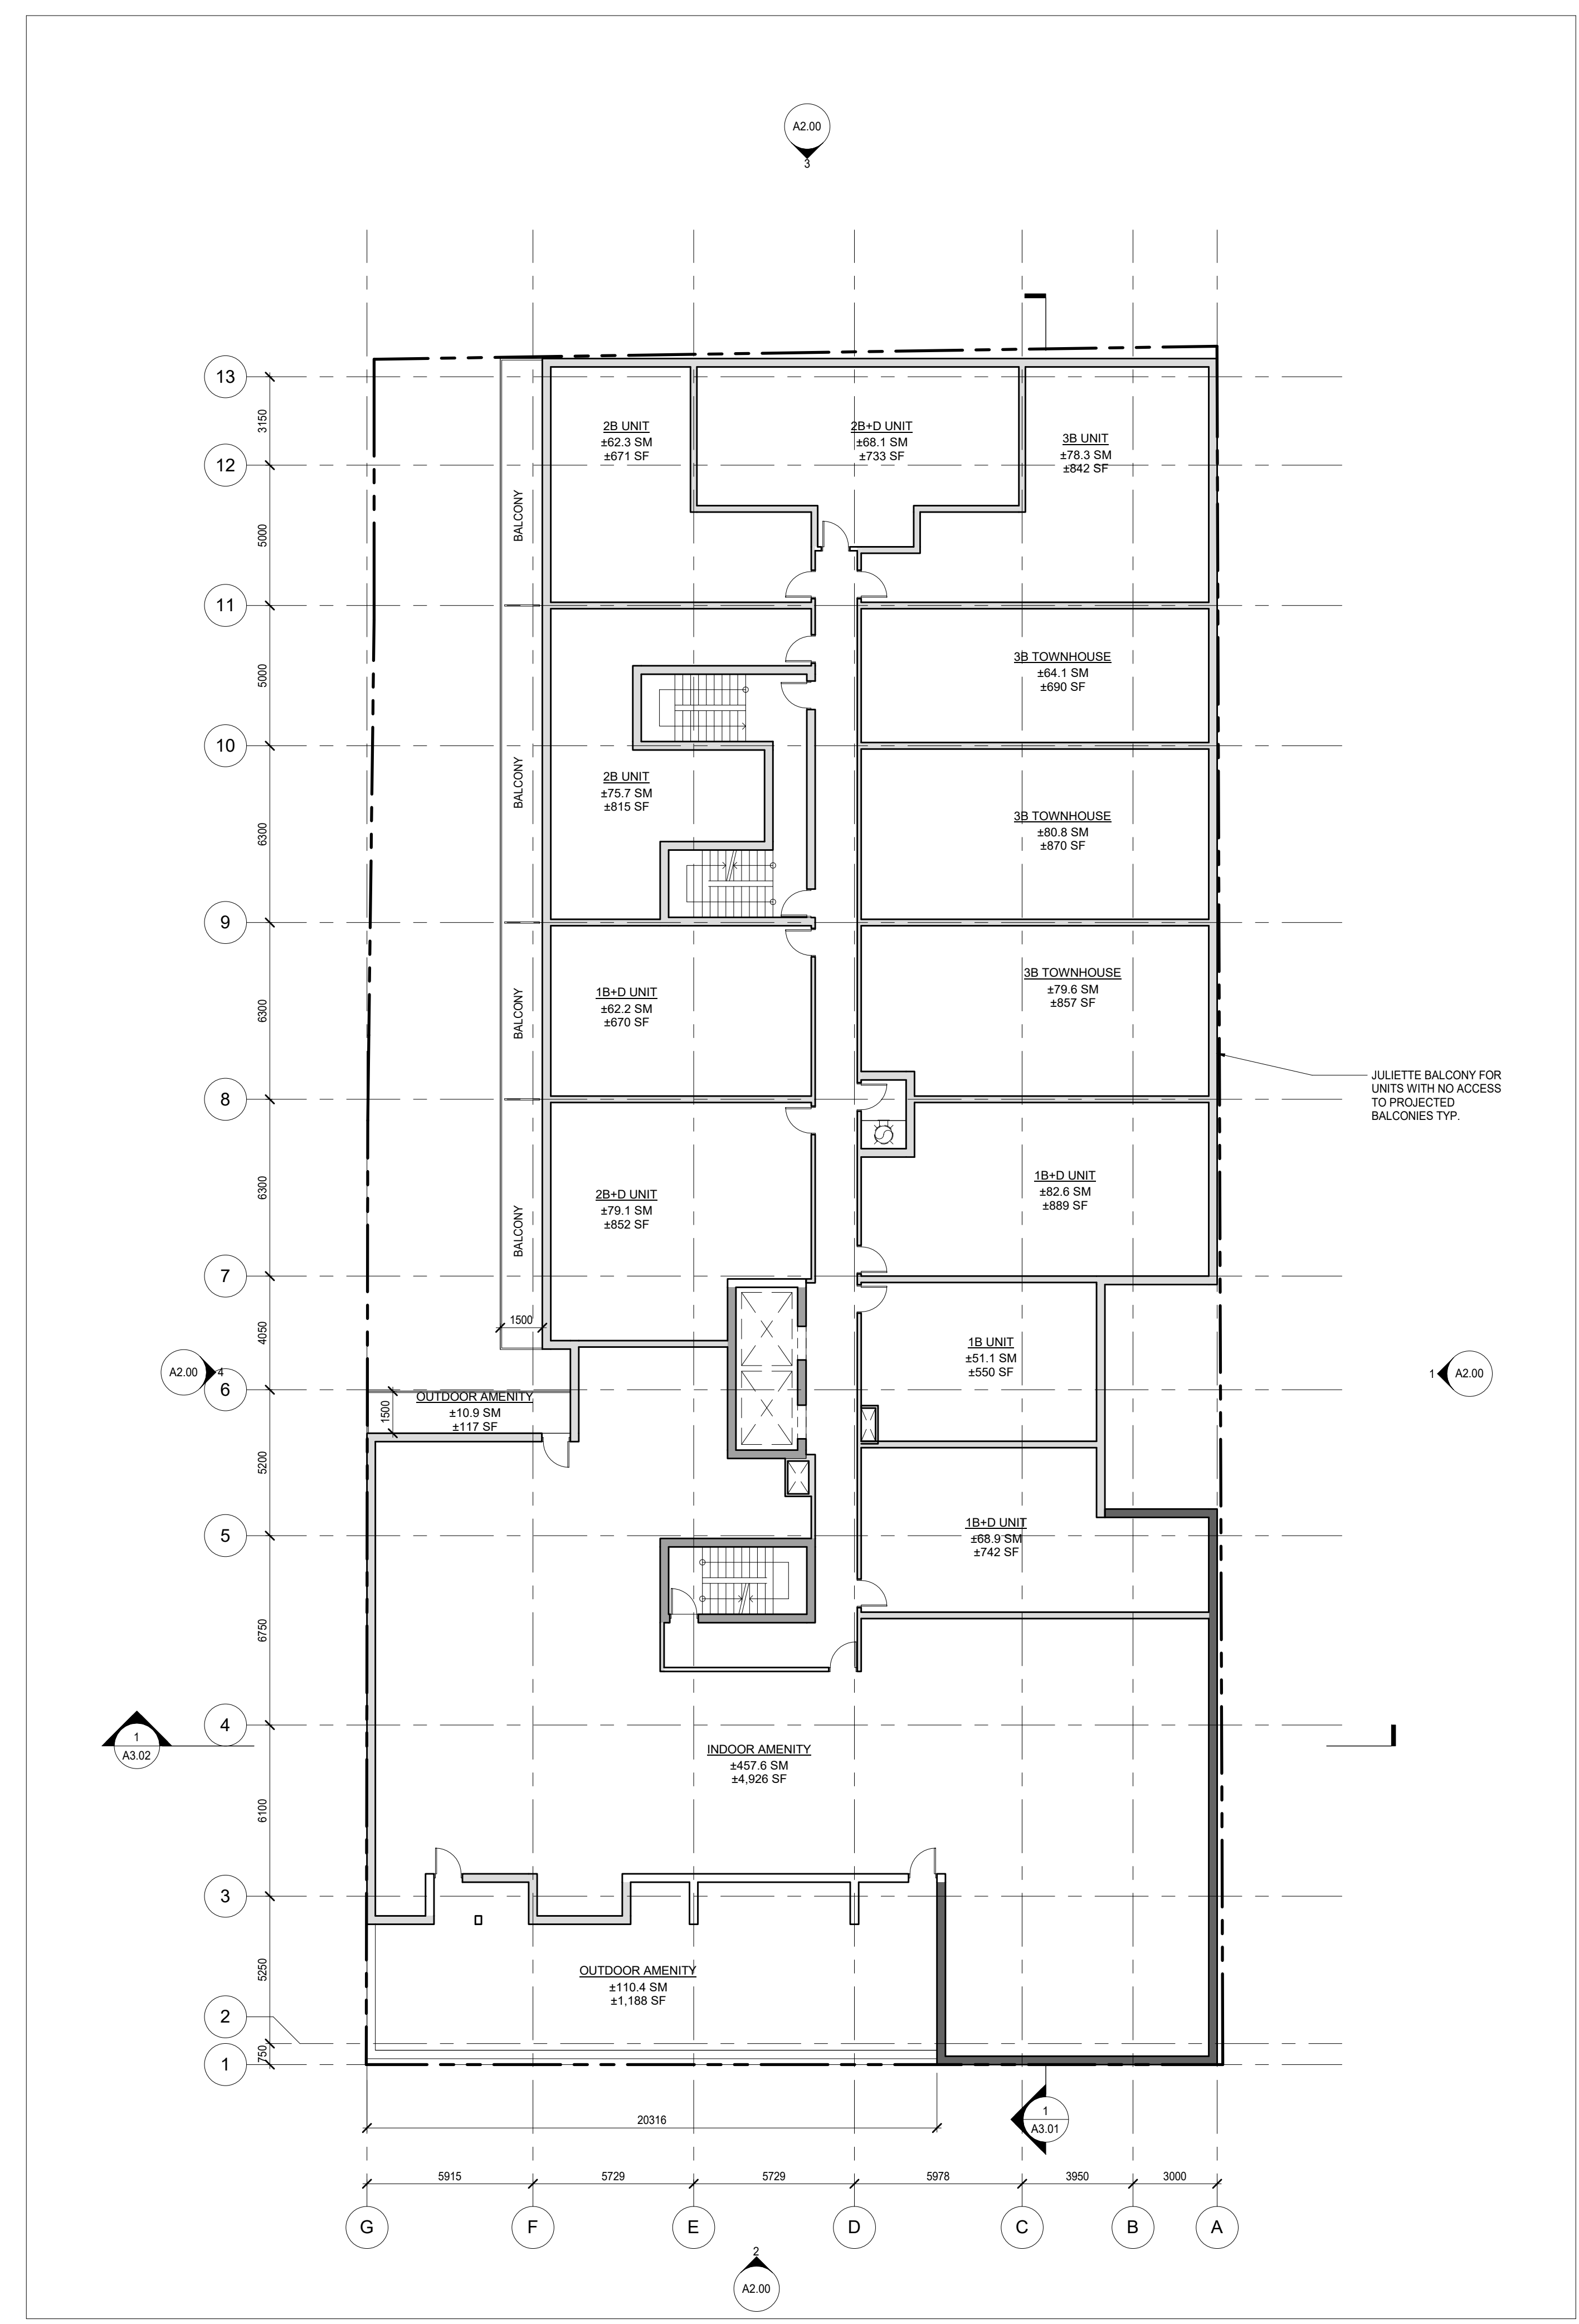 A2.00
3
13
3150
12
5000
11
5000
10
6300
9
6300
8
6300
7
4050
6
5200
5
6750
4
6100
3
5250
2
750
1
2B UNIT
±62.3 SM
±671 SF
2B+D UNIT
±68.1 SM
±733 SF
3B UNIT
±78.3 SM
±842 SF
BALCONY
3B TOWNHOUSE
±64.1 SM
±690 SF
BALCONY
2B UNIT
±75.7 SM
±815 SF
3B TOWNHOUSE
±80.8 SM
±870 SF
BALCONY
1B+D UNIT
±62.2 SM
±670 SF
3B TOWNHOUSE
±79.6 SM
±857 SF
JULIETTE BALCONY FOR
UNITS WITH NO ACCESS
TO PROJECTED
BALCONIES TYP.
BALCONY
2B+D UNIT
±79.1 SM
±852 SF
1B+D UNIT
±82.6 SM
±889 SF
1500
1B UNIT
±51.1 SM
±550 SF
A2.00
4
1
A2.00
1500
OUTDOOR AMENITY
±10.9 SM
±117 SF
1B+D UNIT
±68.9 SM
±742 SF
1
A3.02
INDOOR AMENITY
±457.6 SM
±4,926 SF
OUTDOOR AMENITY
±110.4 SM
±1,188 SF
20316
1
A3.01
5915
5729
5729
5978
3950
3000
G
F
E
D
C
B
A
2
A2.00